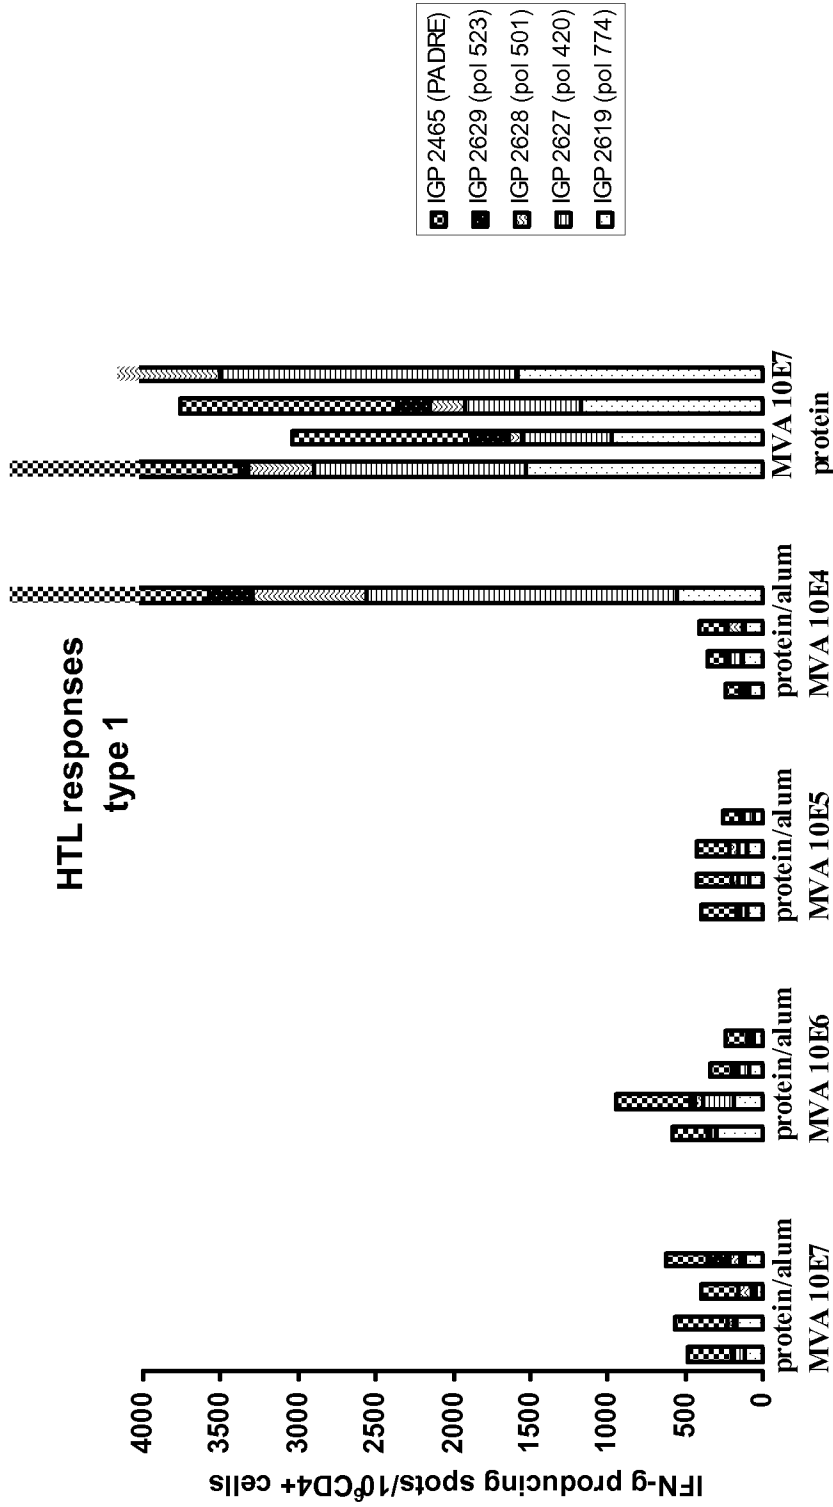 HTL responses
type 1
IFN-g producing spots/10⁶CD4+ cells
4000
3500
3000
2500
2000
1500
1000
500
0
protein/alum
MVA 10E7
protein/alum
MVA 10E6
protein/alum
MVA 10E5
protein/alum
MVA 10E4
MVA 10E7
protein
IGP 2465 (PADRE)
IGP 2629 (pol 523)
IGP 2628 (pol 501)
IGP 2627 (pol 420)
IGP 2619 (pol 774)